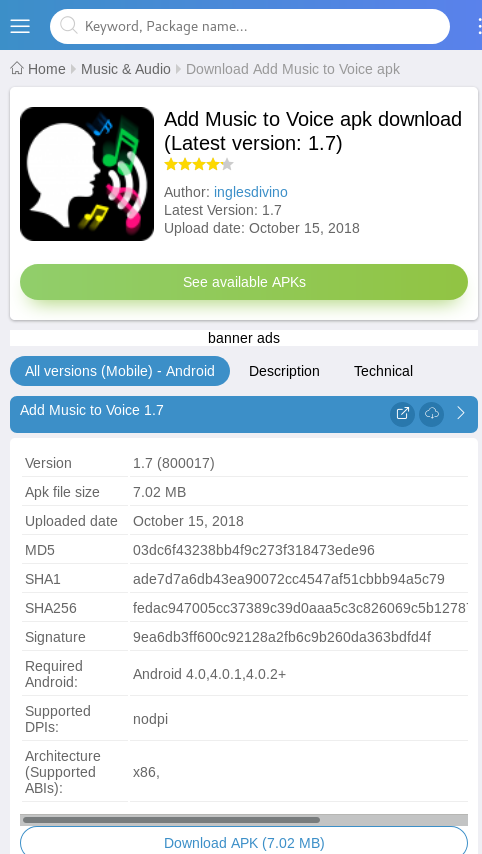 Keyword, Package name...
Home Music & Audio Download Add Music to Voice apk
Add Music to Voice apk download
(Latest version: 1.7)
Author: inglesdivino
Latest Version: 1.7
Upload date: October 15, 2018
See available APKs
banner ads
All versions (Mobile) - Android Description Technical
Add Music to Voice 1.7
Version 1.7 (800017)
Apk file size 7.02 MB
Uploaded date October 15, 2018
MD5 03dc6f43238bb4f9c273f318473ede96
SHA1 ade7d7a6db43ea90072cc4547af51cbbb94a5c79
SHA256 fedac947005cc37389c39d0aaa5c3c826069c5b12787
Signature 9ea6db3ff600c92128a2fb6c9b260da363bdfd4f
Required
Android: Android 4.0,4.0.1,4.0.2+
Supported
DPIs: nodpi
Architecture
(Supported
ABIs): x86,
Download APK (7.02 MB)